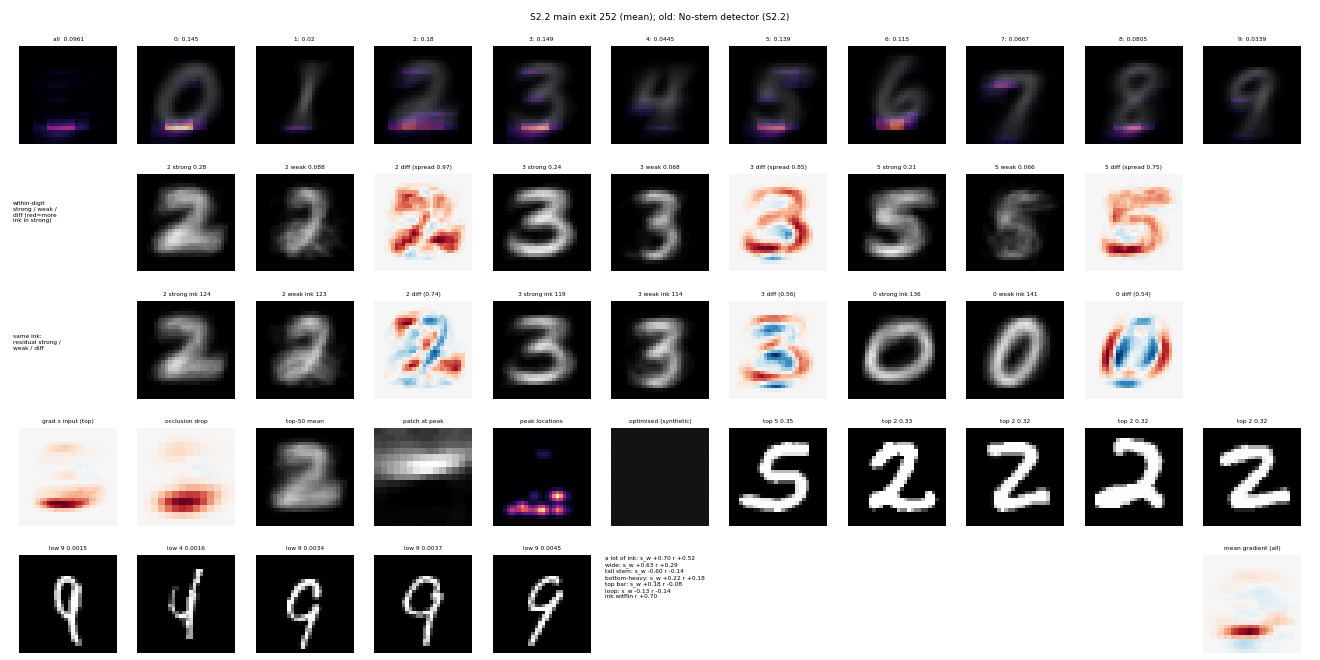 S2.2 main exit 252 (mean); old: No-stem detector (S2.2)
all 0.0961
0: 0.145
1: 0.02
2: 0.18
3: 0.149
4: 0.0445
5: 0.139
6: 0.115
7: 0.0667
8: 0.0805
9: 0.0339
within-digit
strong / weak /
diff (red=more
ink in strong)
2 strong 0.28
2 weak 0.088
2 diff (spread 0.97)
3 strong 0.24
3 weak 0.068
3 diff (spread 0.85)
5 strong 0.21
5 weak 0.066
5 diff (spread 0.75)
same ink:
residual strong /
weak / diff
2 strong ink 124
2 weak ink 123
2 diff (0.74)
3 strong ink 119
3 weak ink 114
3 diff (0.56)
0 strong ink 136
0 weak ink 141
0 diff (0.54)
grad x input (top)
occlusion drop
top-50 mean
patch at peak
peak locations
optimised (synthetic)
top 5 0.35
top 2 0.33
top 2 0.32
top 2 0.32
top 2 0.32
low 9 0.0015
low 4 0.0016
low 9 0.0034
low 9 0.0037
low 9 0.0045
a lot of ink: s_w +0.70 r +0.52
wide: s_w +0.63 r +0.29
tall stem: s_w -0.60 r -0.14
bottom-heavy: s_w +0.22 r +0.18
top bar: s_w +0.18 r -0.08
loop: s_w -0.13 r -0.14
ink within r +0.70
mean gradient (all)